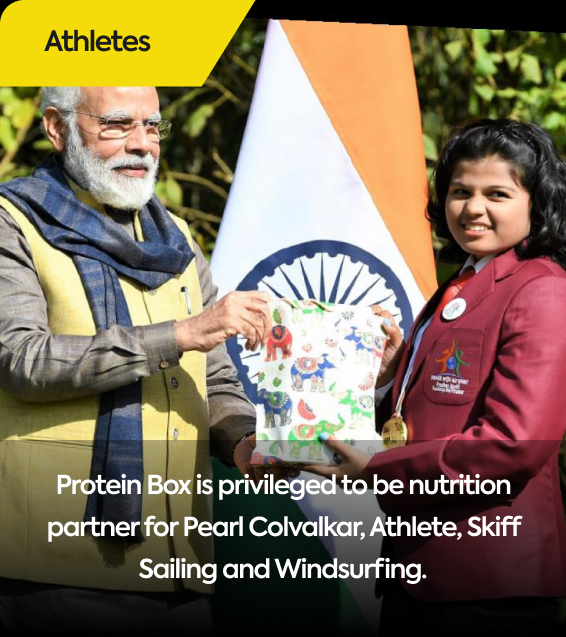 Athletes
Protein Box is privileged to be nutrition
partner for Pearl Colvalkar, Athlete, Skiff
Sailing and Windsurfing.